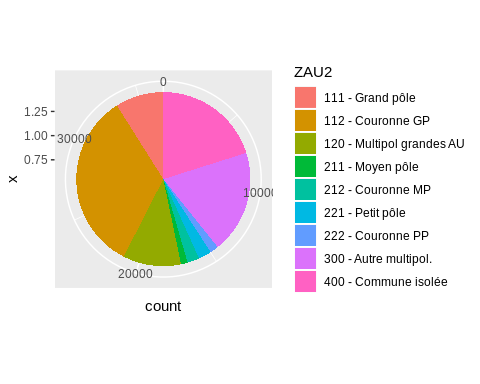 ZAU2
0
111 - Grand pôle
1.25
112 - Couronne GP
1.00
30000
120 - Multipol grandes AU
0.75
211 - Moyen pôle
x
10000
212 - Couronne MP
221 - Petit pôle
222 - Couronne PP
300 - Autre multipol.
20000
400 - Commune isolée
count